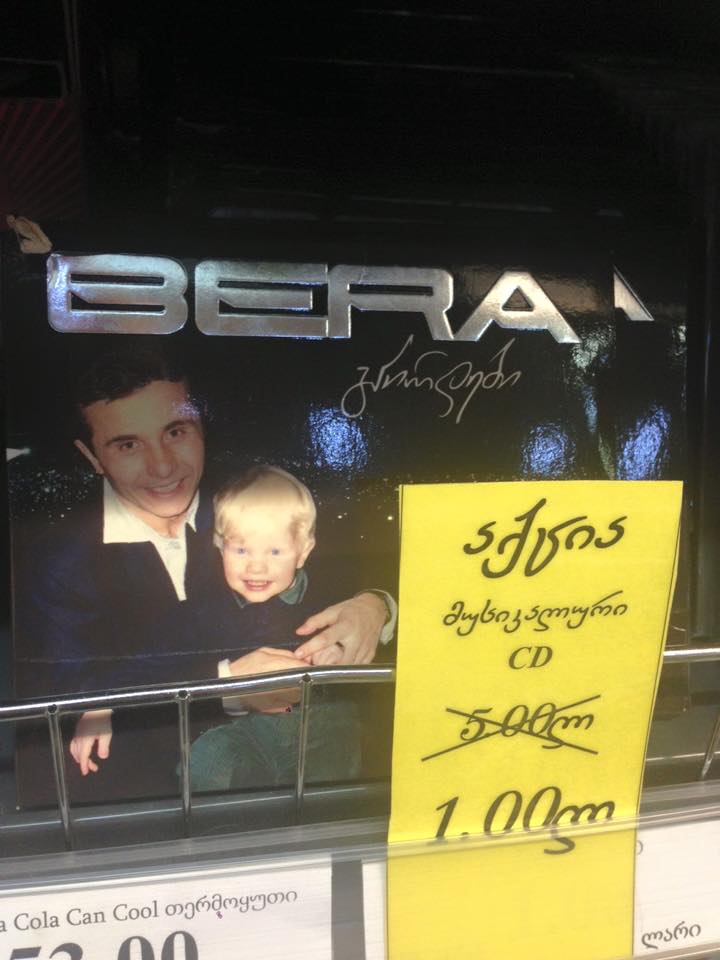 BERA
აქცია
მუსიკალური
CD
5.00ლ
1.00ლ
a Cola Can Cool თერმოყუთი
ლარი